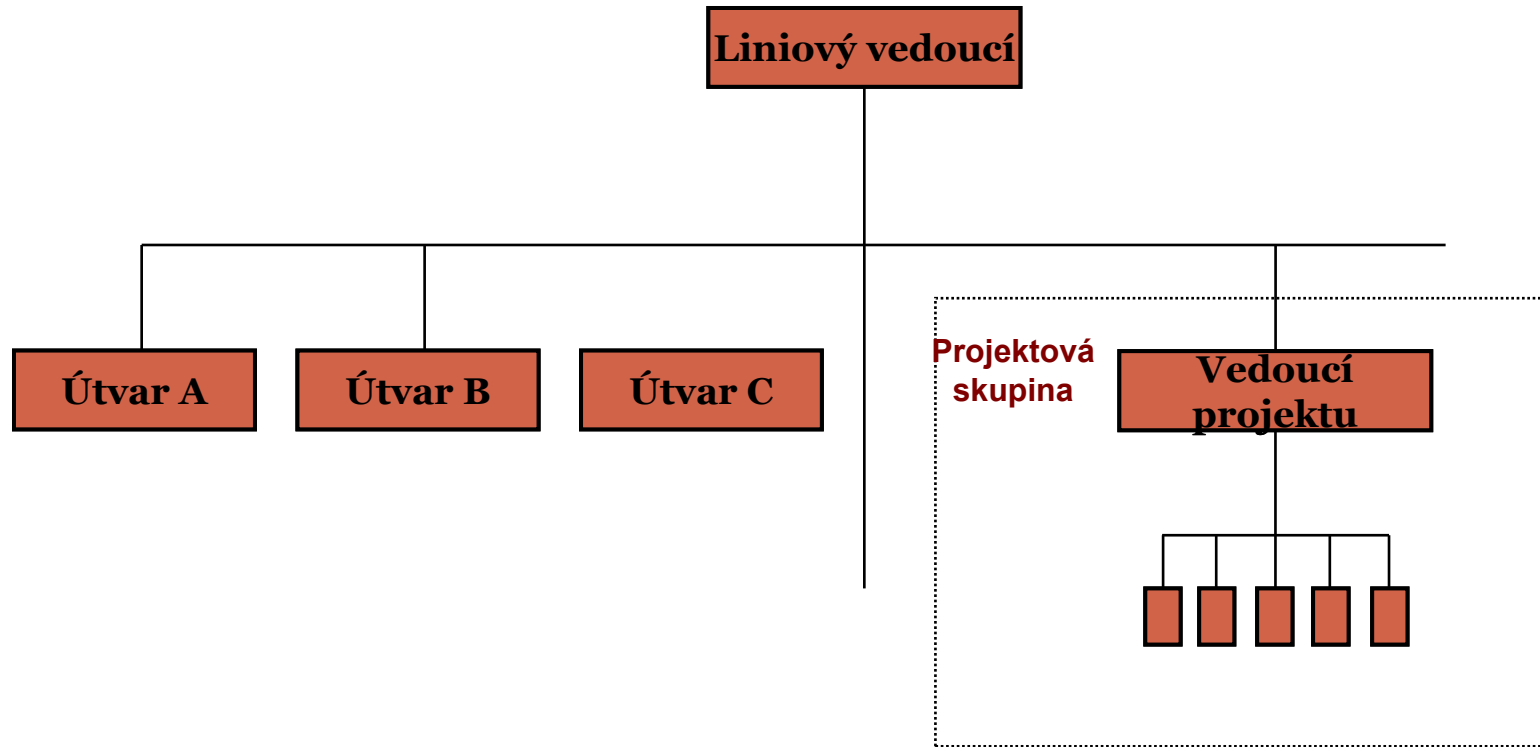 Liniový vedoucí
Útvar A
Útvar B
Útvar C
Projektová
skupina
Vedoucí
projektu